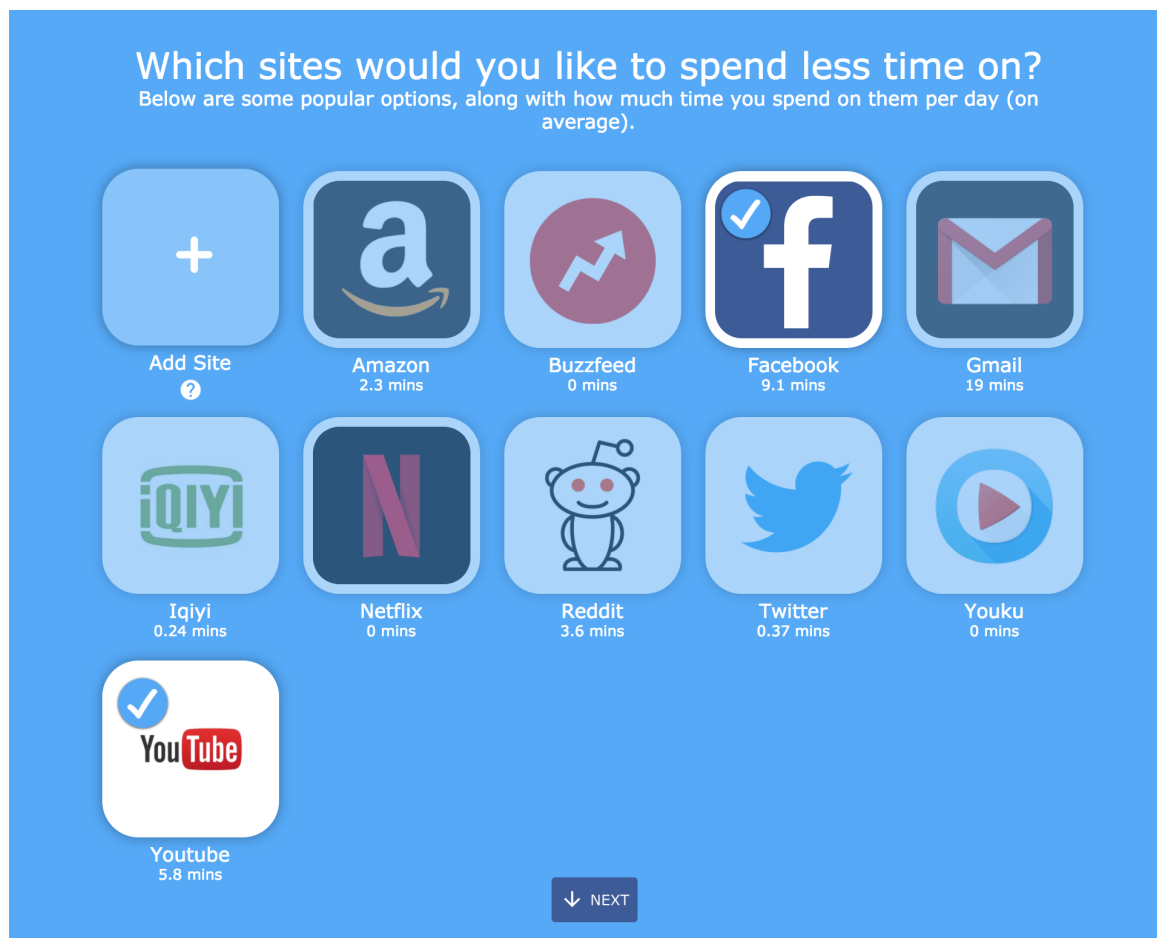 Which sites would you like to spend less time on?
Below are some popular options, along with how much time you spend on them per day (on
average).
+
a
f
Add Site
?
Amazon
2.3 mins
Buzzfeed
0 mins
Facebook
9.1 mins
Gmail
19 mins
iQIYI
N
Iqiyi
0.24 mins
Netflix
0 mins
Reddit
3.6 mins
Twitter
0.37 mins
Youku
0 mins
YouTube
Youtube
5.8 mins
NEXT